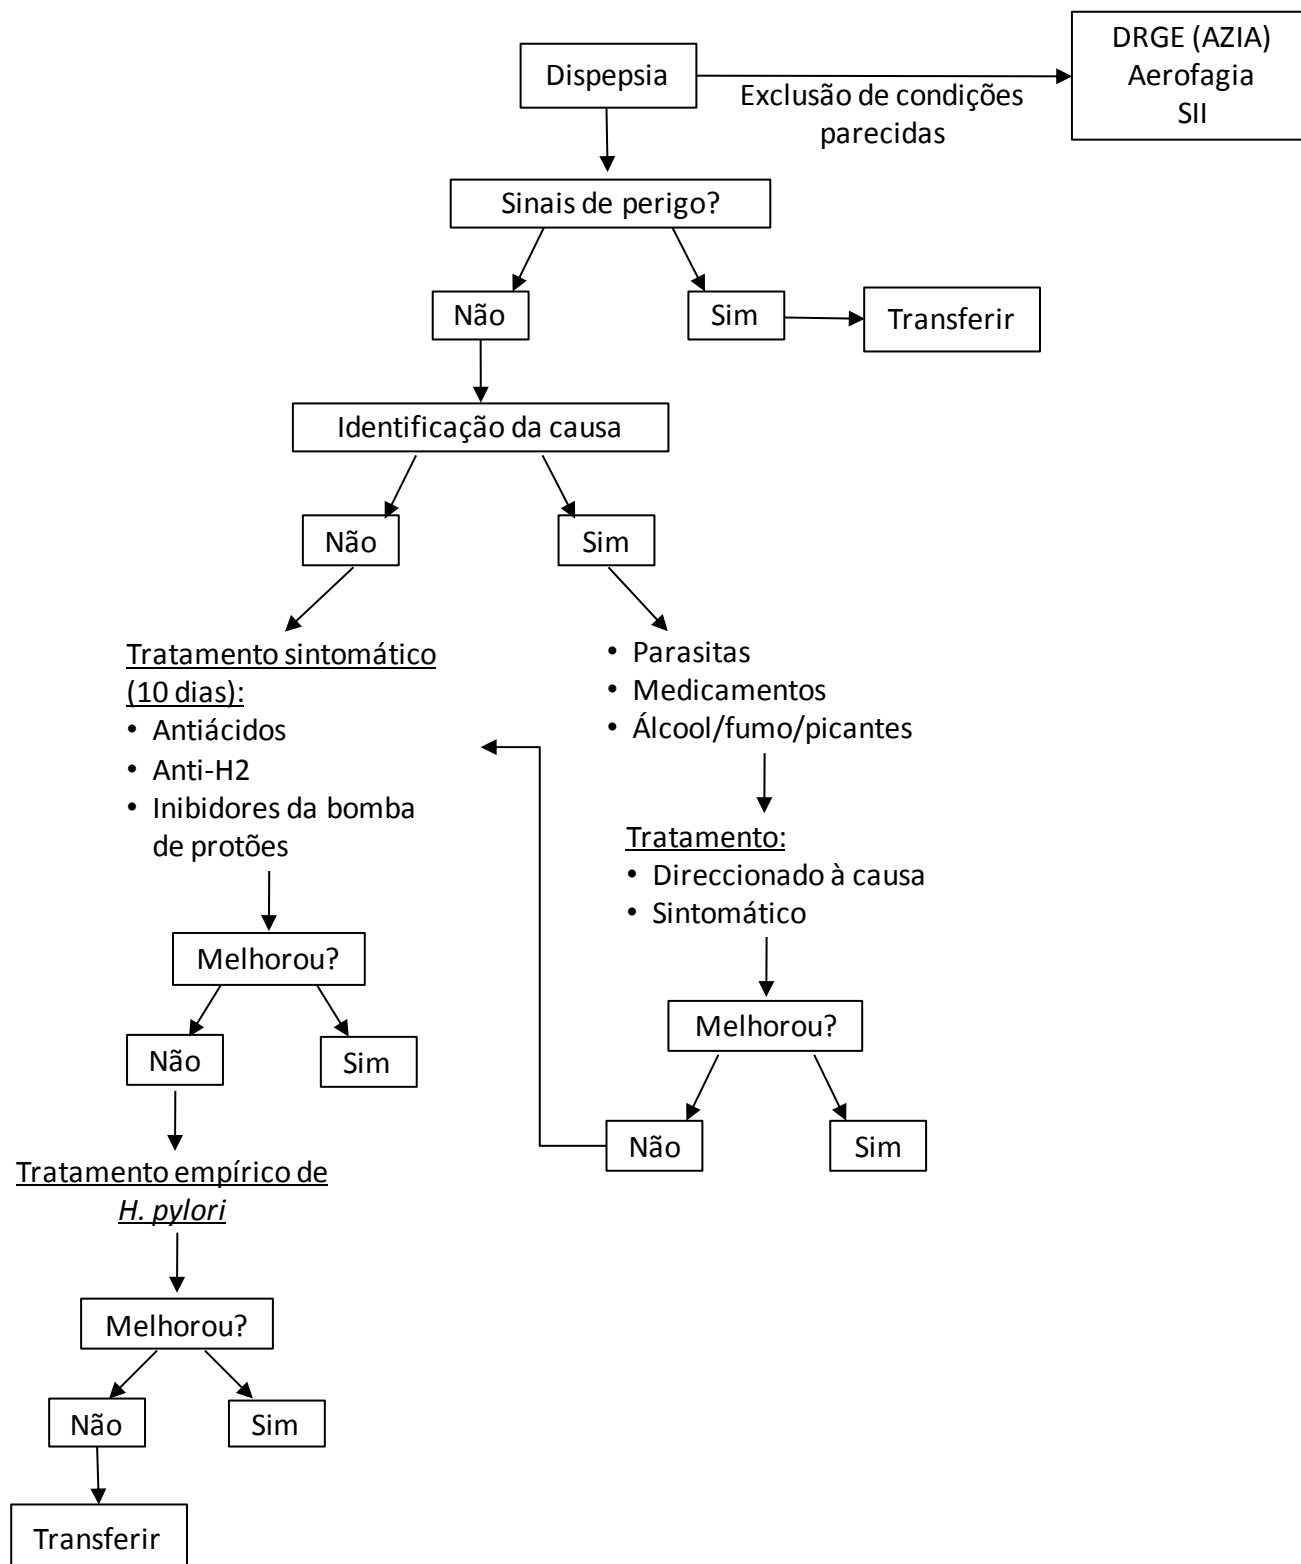 DRGE (AZIA)
Aerofagia
SII
Dispepsia
Exclusão de condições
parecidas
Sinais de perigo?
Não
Sim
Transferir
Identificação da causa
Não
Sim
Tratamento sintomático
(10 dias):
• Antiácidos
• Anti-H2
• Inibidores da bomba
de protões
• Parasitas
• Medicamentos
• Álcool/fumo/picantes
Tratamento:
• Direccionado à causa
• Sintomático
Melhorou?
Não
Sim
Melhorou?
Não
Sim
Tratamento empírico de
H. pylori
Melhorou?
Não
Sim
Transferir